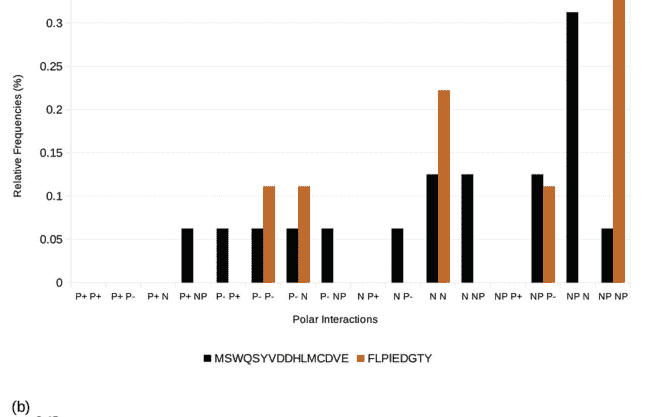 0.3
0.25
Relative Frequencies (%)
0.2
0.15
0.1
0.05
0
P+ P+ P+ P- P+ N P+ NP P- P+ P- P- P- N P- NP N P+ N P- N N N NP NP P+ NP P- NP N NP NP
Polar Interactions
MSWQSYVDDHLMCDVE FLPIEDGTY
(b)